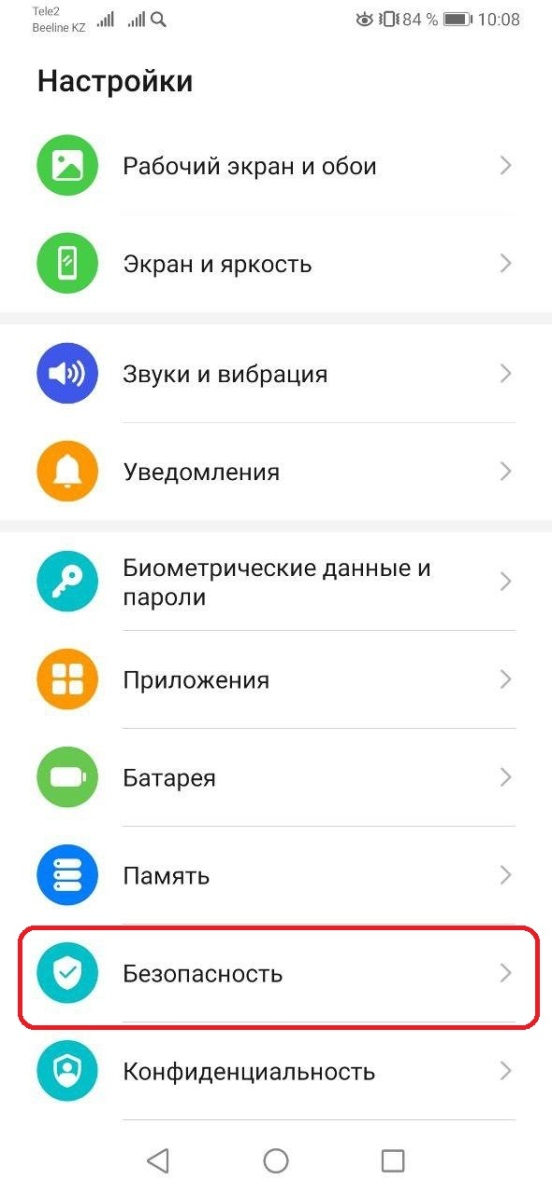 Tele2
Beeline KZ
84 % 10:08
Настройки
Рабочий экран и обои
Экран и яркость
Звуки и вибрация
Уведомления
Биометрические данные и
пароли
Приложения
Батарея
Память
Безопасность
Конфиденциальность